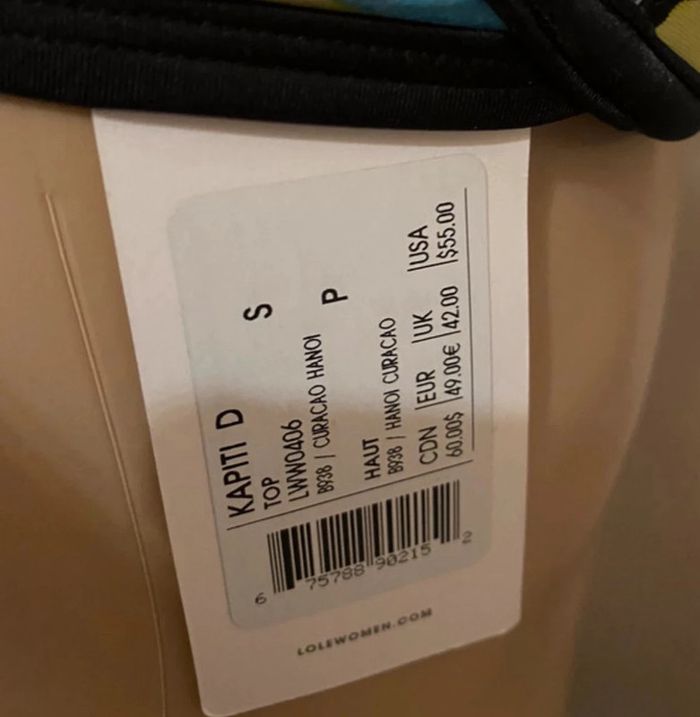 KAPITI D
TOP S
LWW0406
B938 / CURACAO HANOI
P
HAUT
B938 / HANOI CURACAO
CDN |EUR |UK |USA
60.00$ |49.00€ |42.00 |$55.00
6 75788 90215 2
LOLEWOMEN.COM